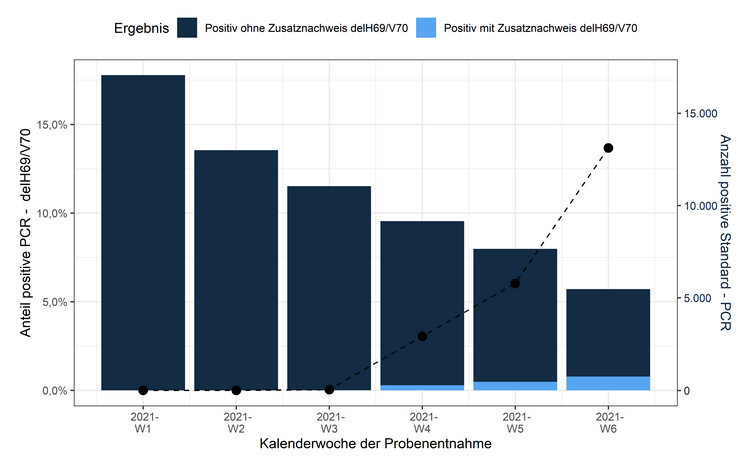 Ergebnis Positiv ohne Zusatznachweis delH69/V70 Positiv mit Zusatznachweis delH69/V70
Anteil positive PCR - delH69/V70
15,0%
10,0%
5,0%
0,0%
15.000
10.000
5.000
0
Anzahl positive Standard - PCR
2021-
W1
2021-
W2
2021-
W3
2021-
W4
2021-
W5
2021-
W6
Kalenderwoche der Probenentnahme